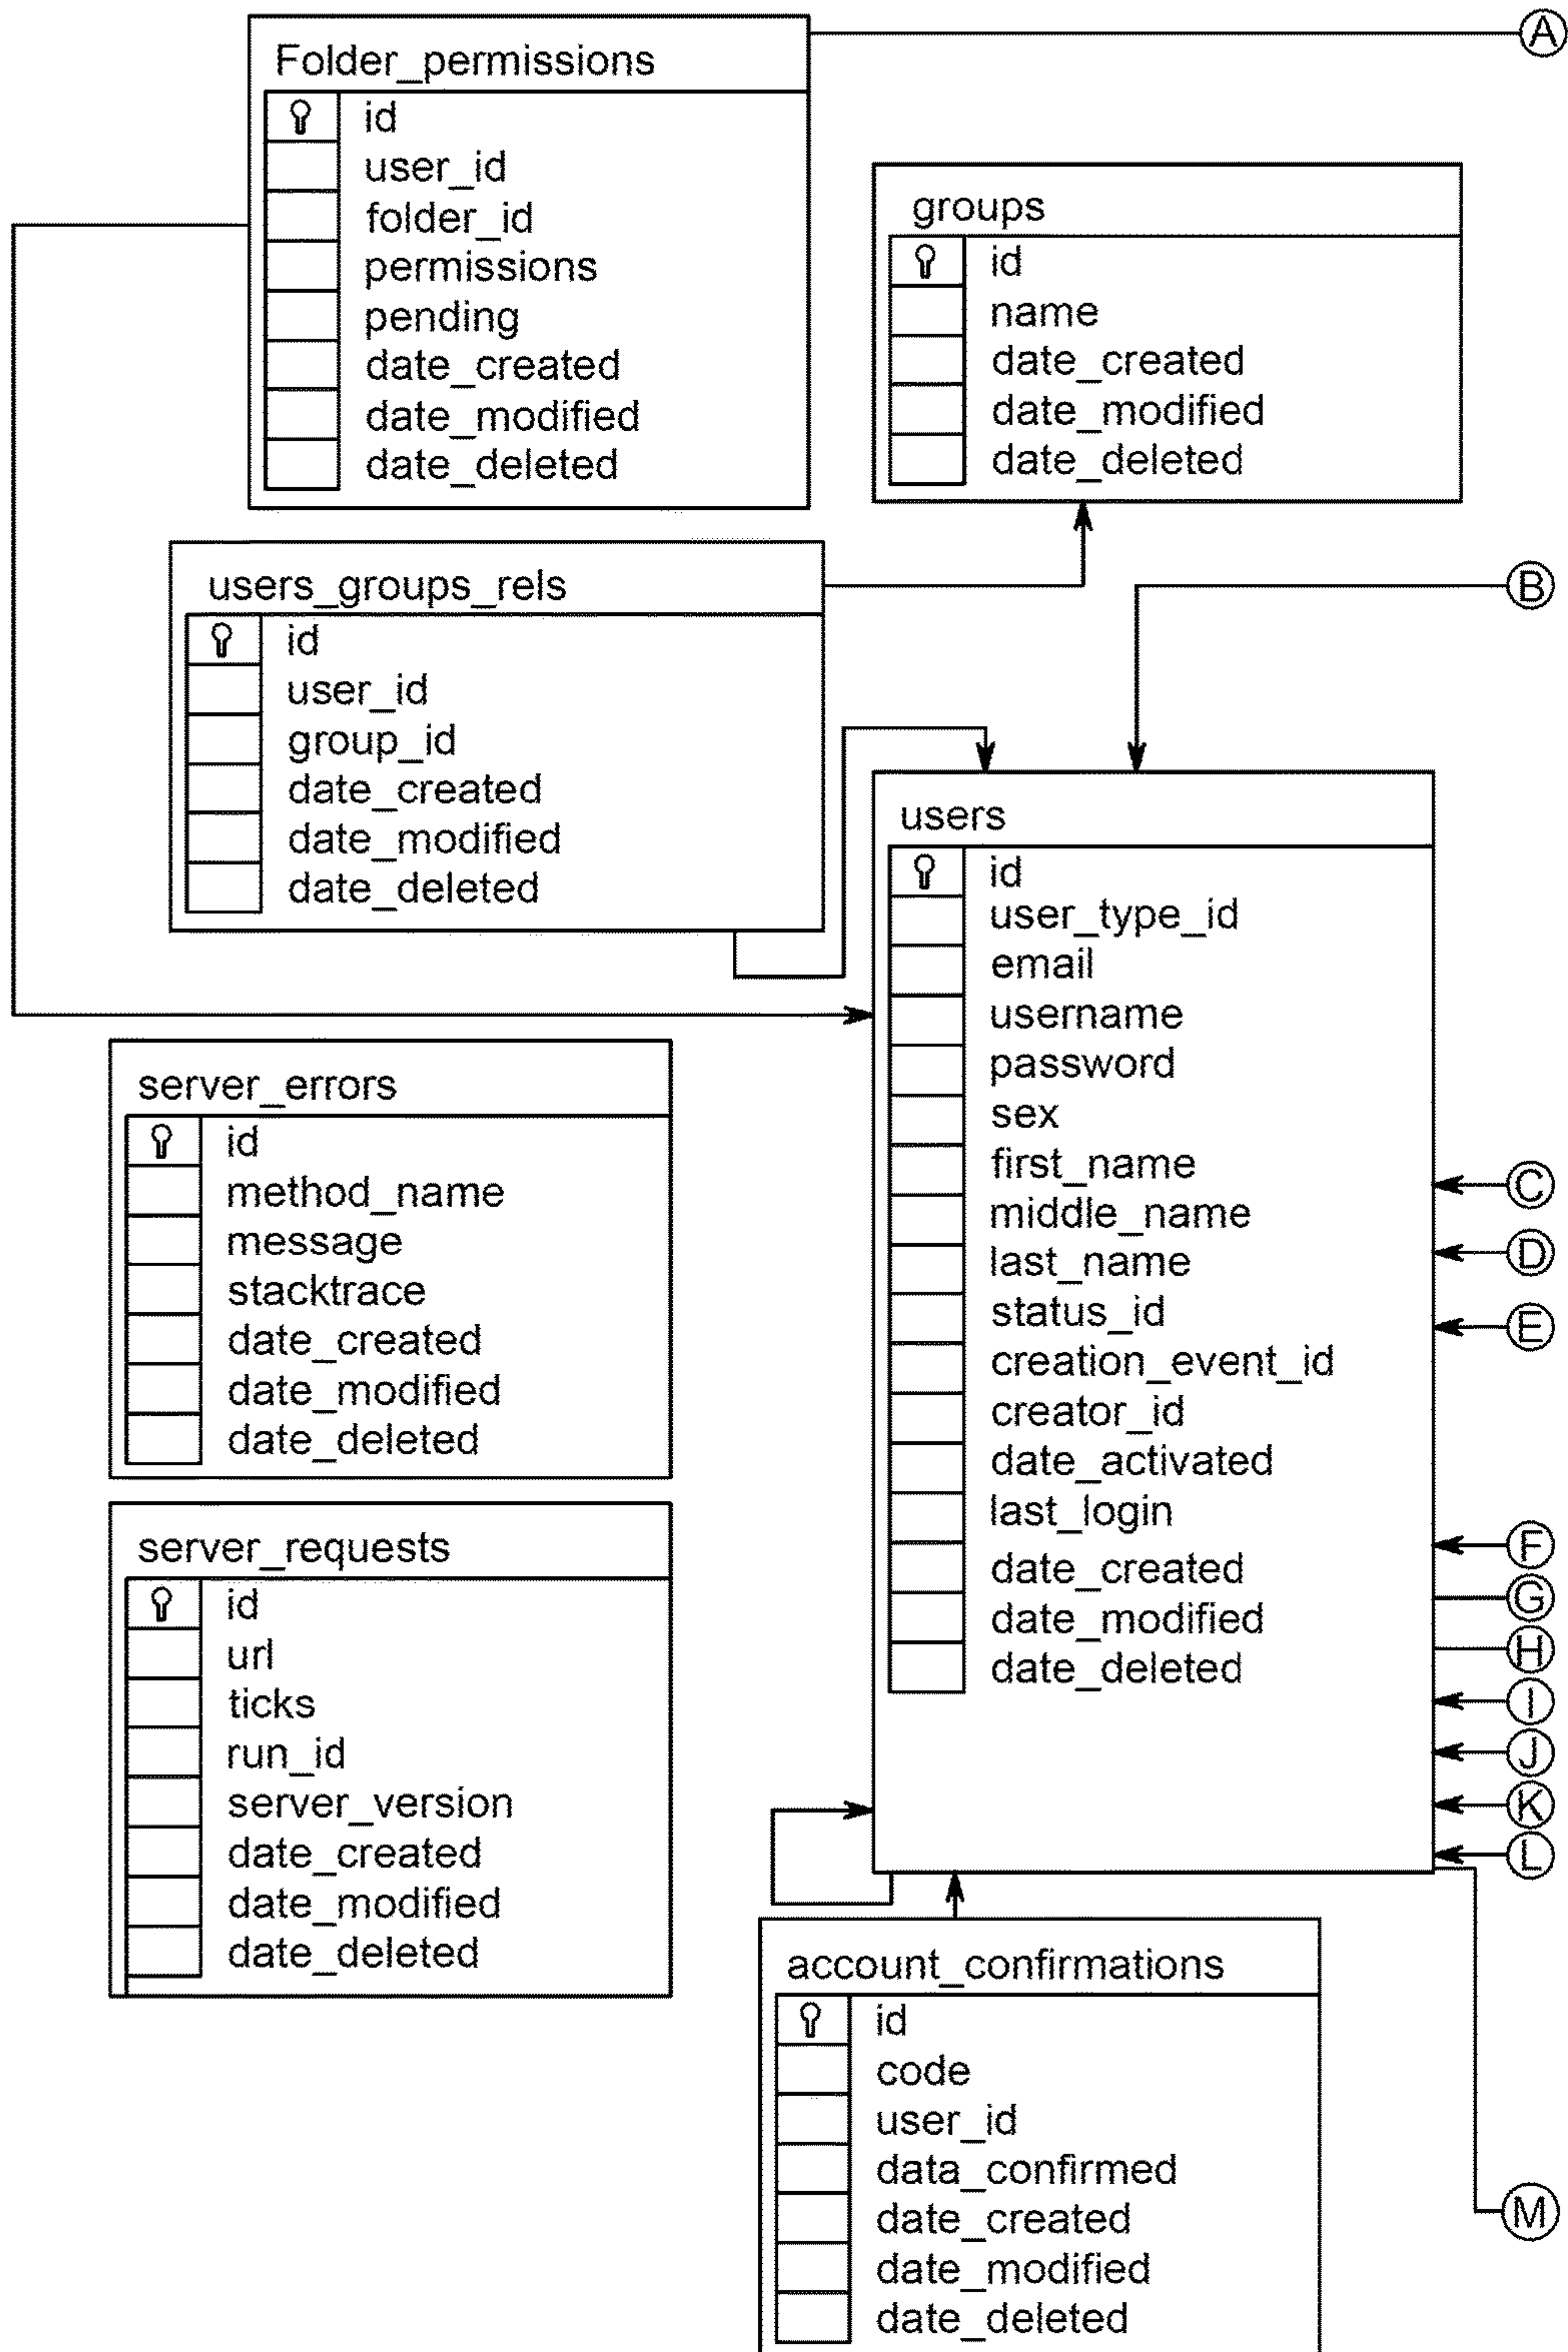 A
Folder_permissions
id
user_id
folder_id
permissions
pending
date_created
date_modified
date_deleted
groups
id
name
date_created
date_modified
date_deleted
users_groups_rels
id
user_id
group_id
date_created
date_modified
date_deleted
B
users
id
user_type_id
email
username
password
sex
first_name
middle_name
last_name
status_id
creation_event_id
creator_id
date_activated
last_login
date_created
date_modified
date_deleted
C
D
E
F
G
H
I
J
K
L
server_errors
id
method_name
message
stacktrace
date_created
date_modified
date_deleted
server_requests
id
url
ticks
run_id
server_version
date_created
date_modified
date_deleted
account_confirmations
id
code
user_id
data_confirmed
date_created
date_modified
date_deleted
M